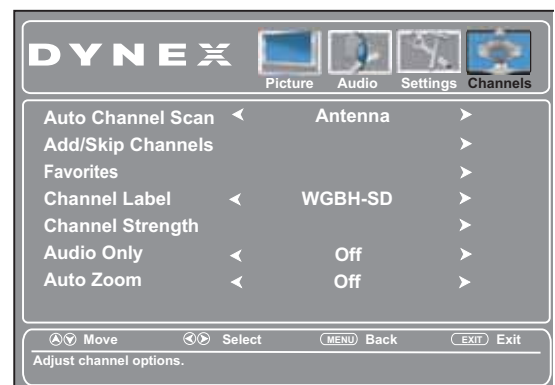 DYNEX
Picture Audio Settings Channels
Auto Channel Scan Antenna
Add/Skip Channels
Favorites
Channel Label WGBH-SD
Channel Strength
Audio Only Off
Auto Zoom Off
Move Select MENU Back EXIT Exit
Adjust channel options.